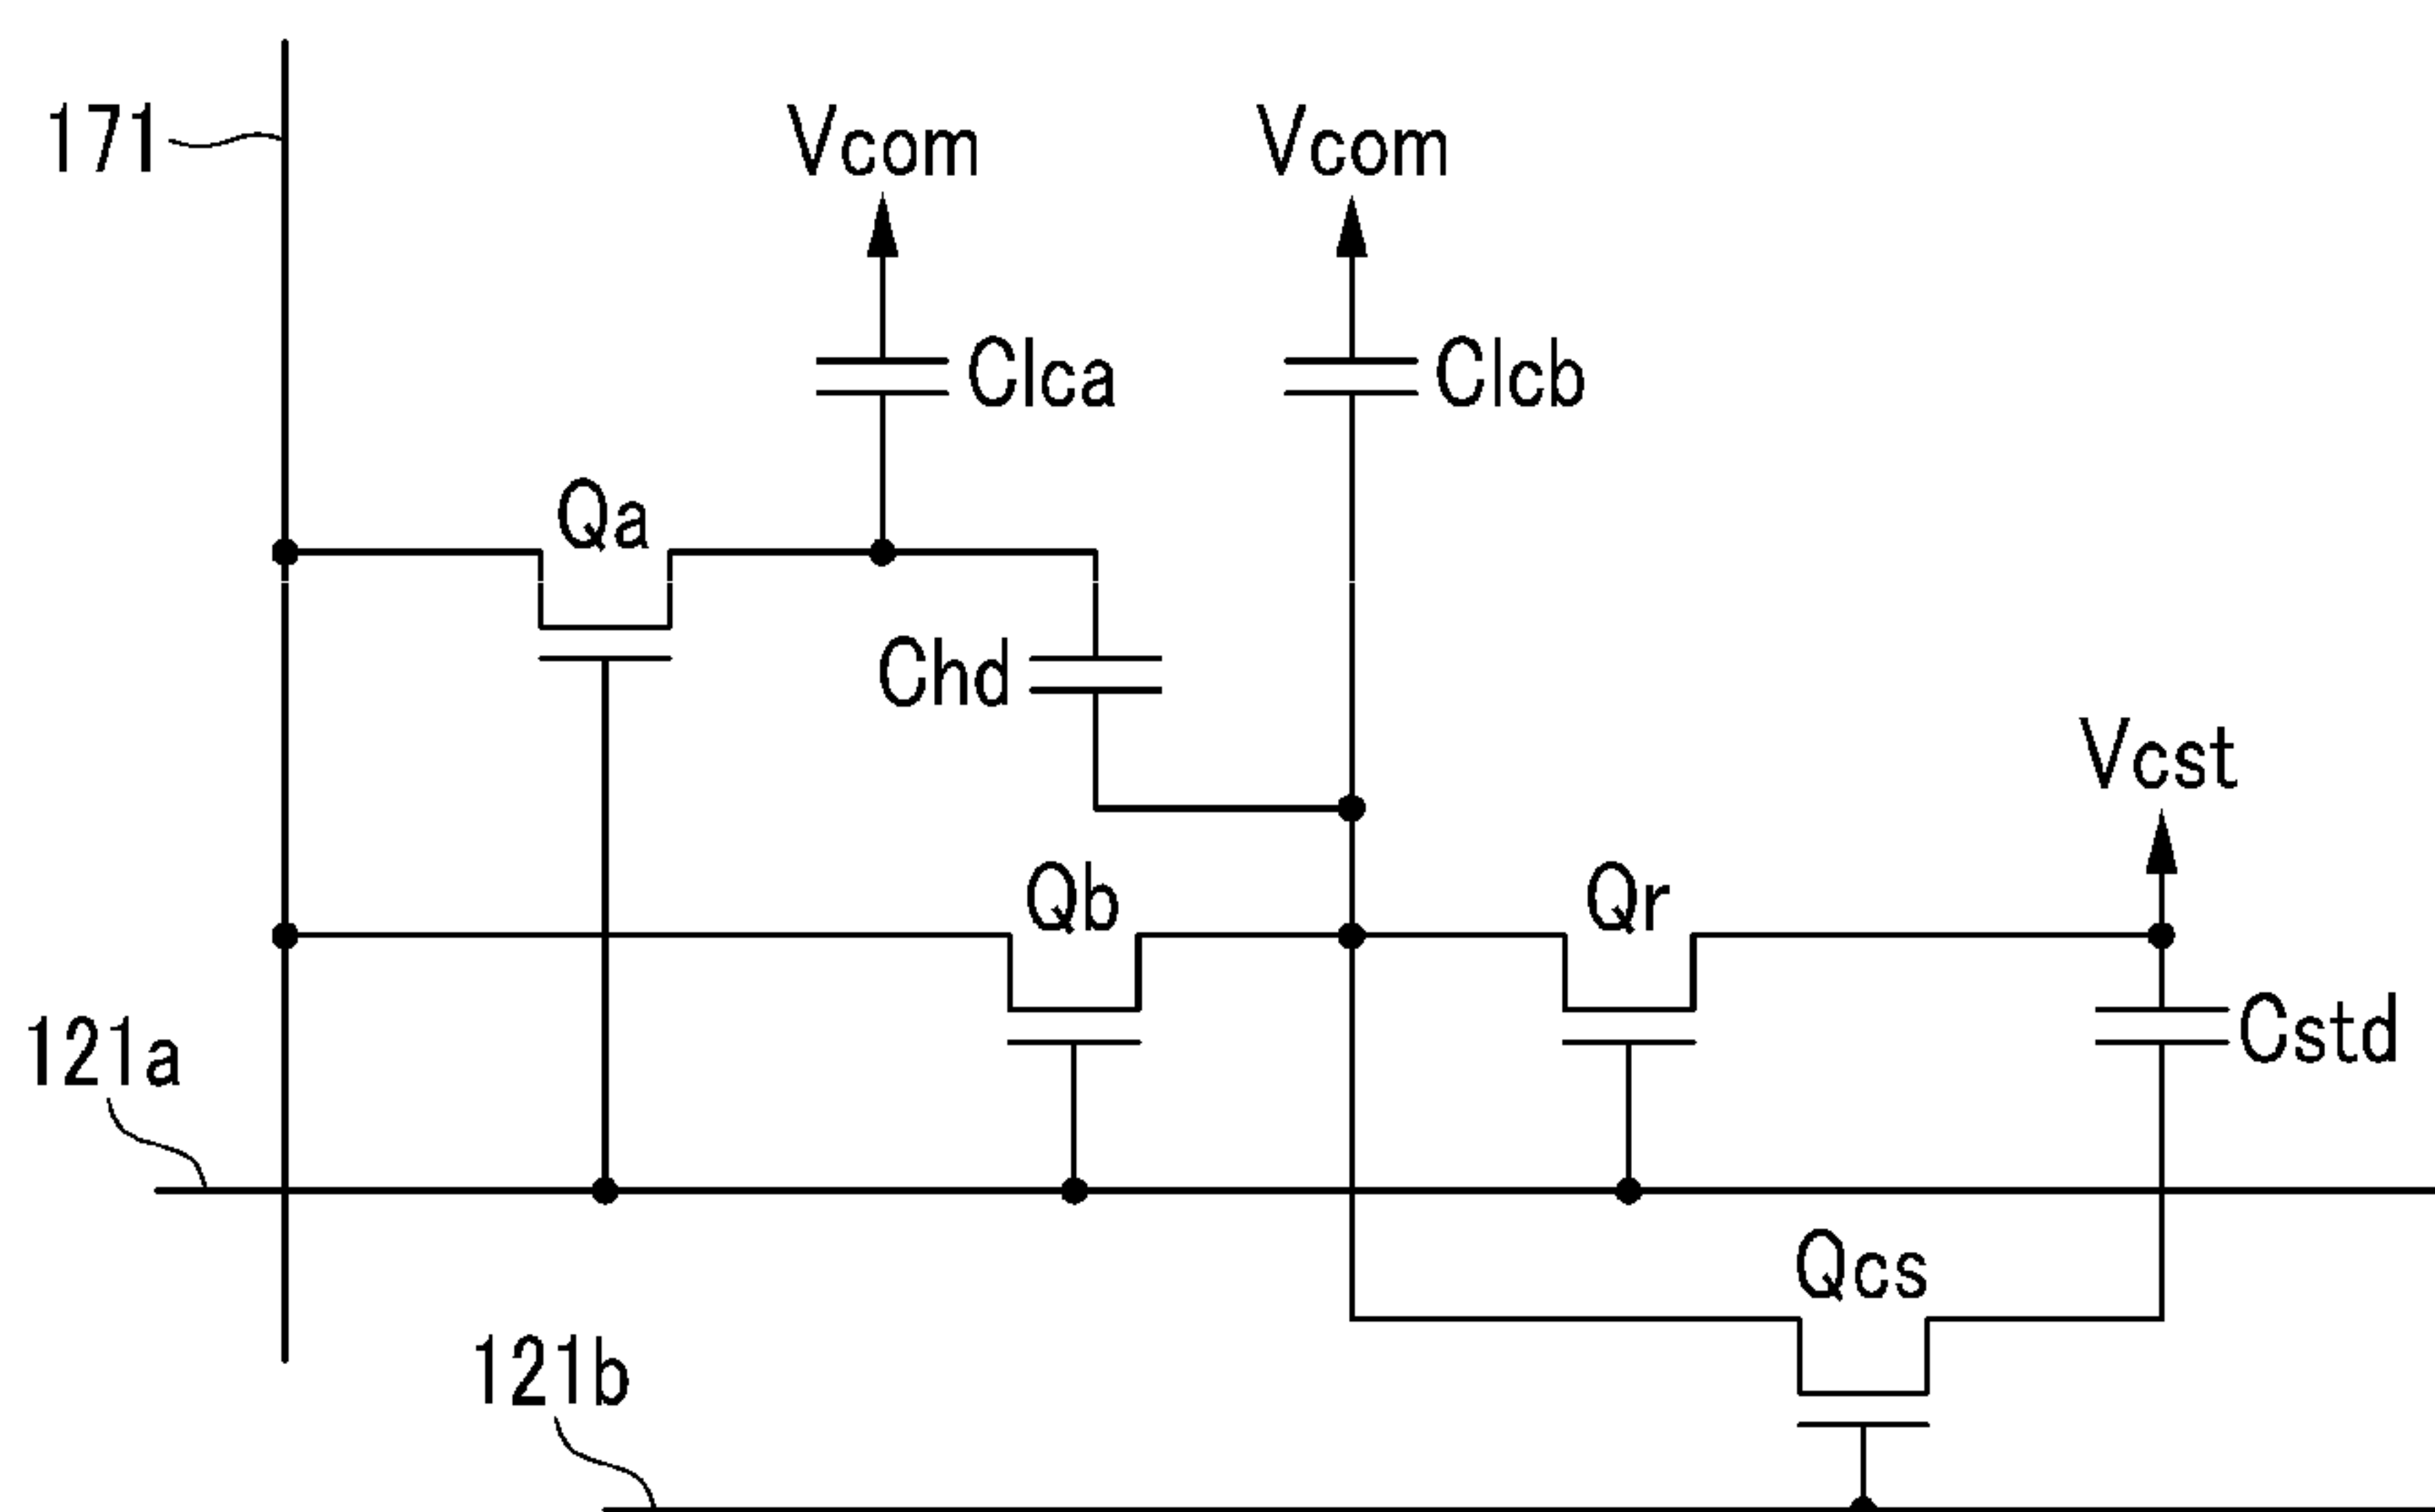 171
Vcom
Vcom
Clca
Clcb
Qa
Chd
Vcst
Qb
Qr
121a
Cstd
Qcs
121b